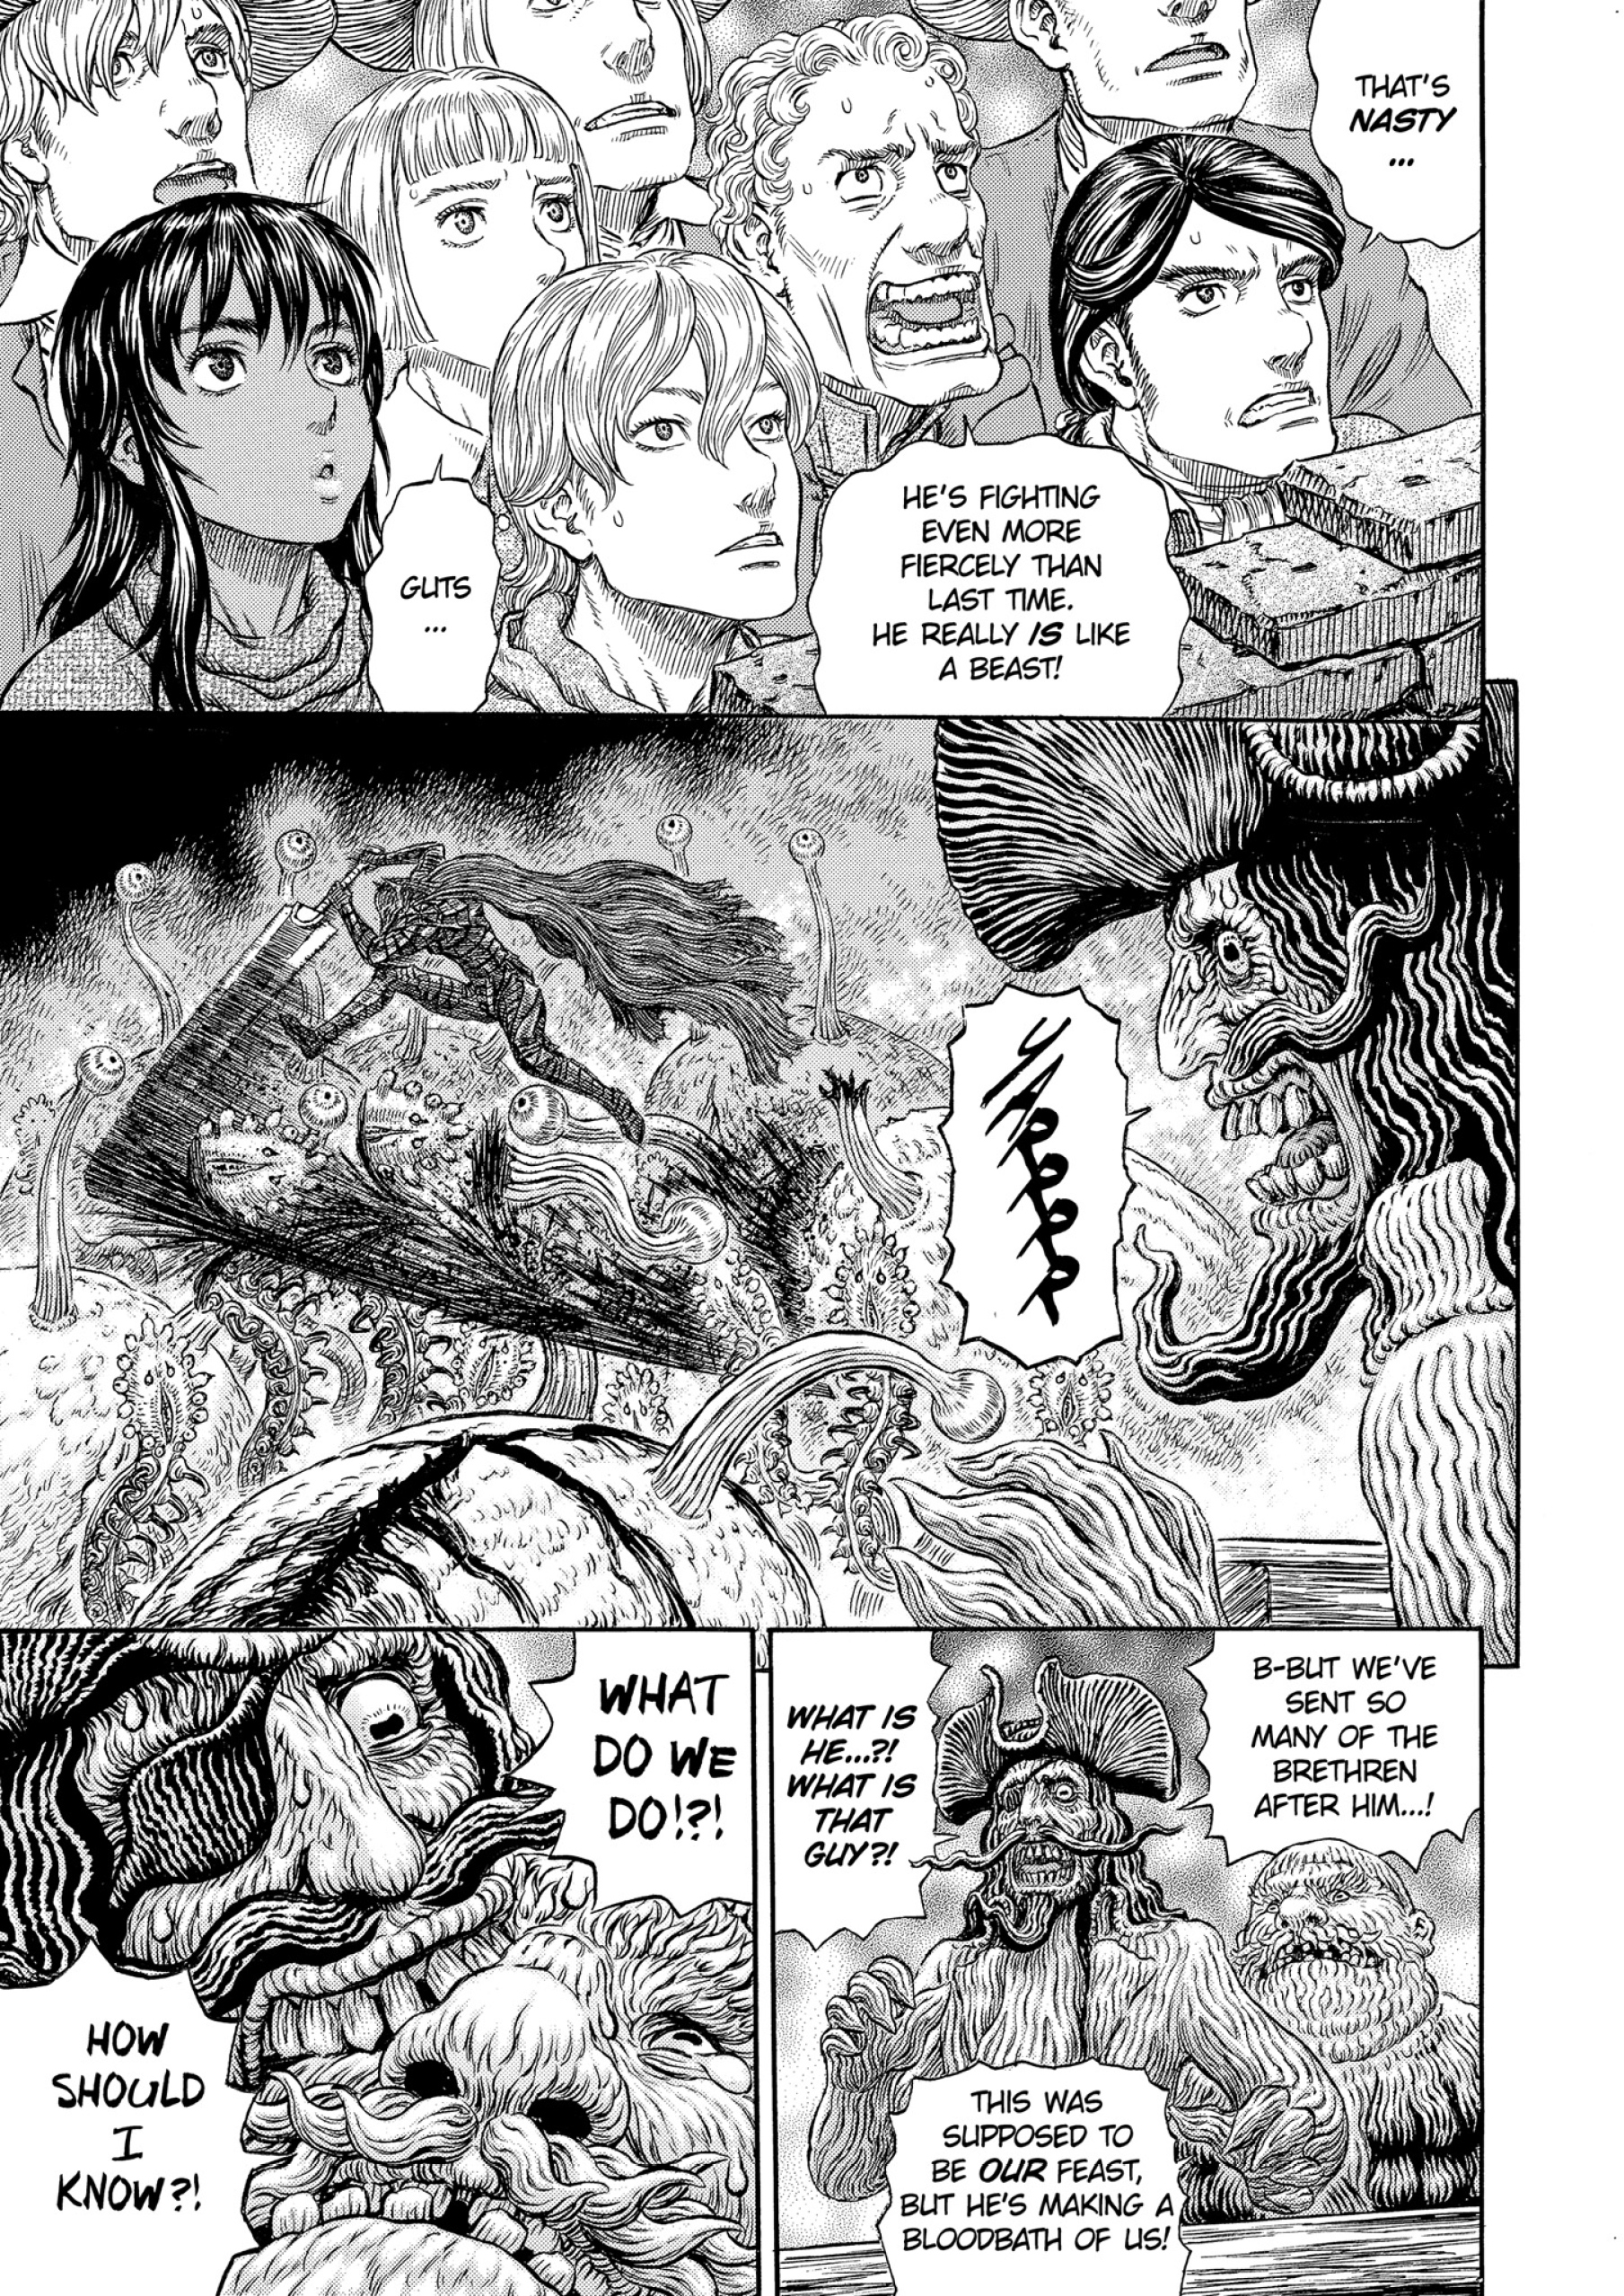 THAT'S
NASTY
...
HE'S FIGHTING
EVEN MORE
FIERCELY THAN
LAST TIME.
HE REALLY IS LIKE
A BEAST!
GUTS
...
YARRRR
B-BUT WE'VE
SENT SO
MANY OF THE
BRETHREN
AFTER HIM...!
WHAT IS
HE...?!
WHAT IS
THAT
GUY?!
THIS WAS
SUPPOSED TO
BE OUR FEAST,
BUT HE'S MAKING A
BLOODBATH OF US!
WHAT
DO WE
DO!?!
HOW
SHOULD
I
KNOW?!